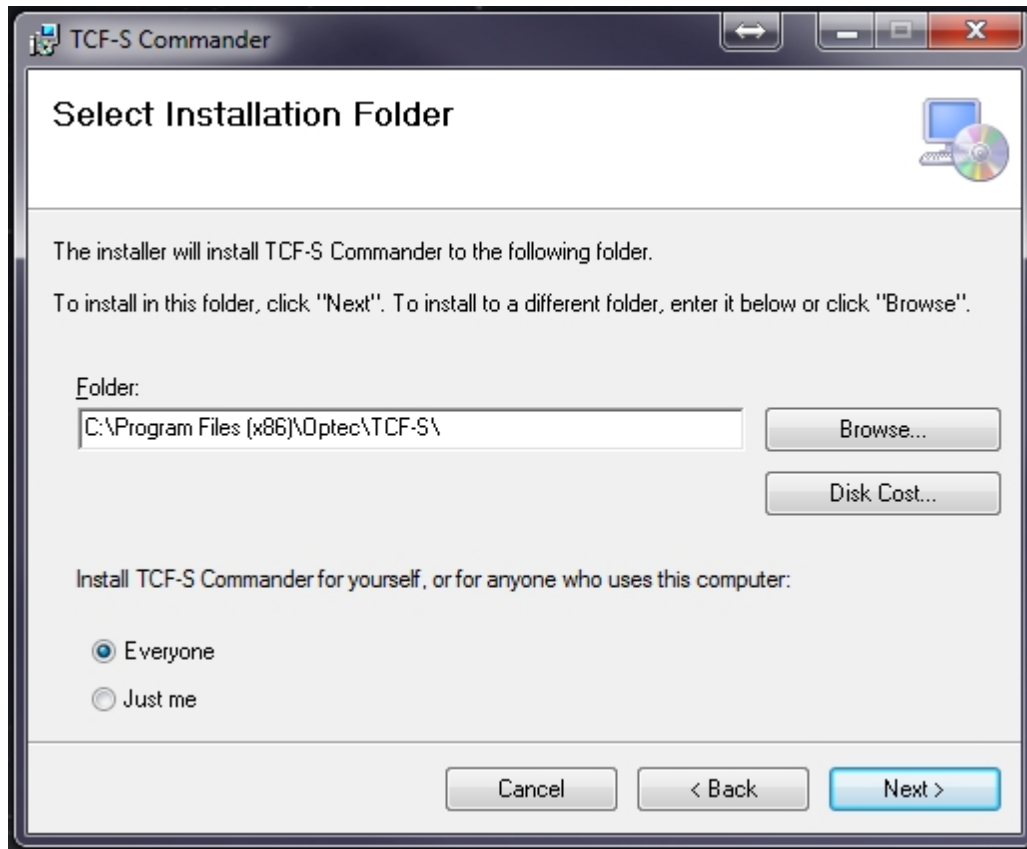 TCF-S Commander
Select Installation Folder
The installer will install TCF-S Commander to the following folder.
To install in this folder, click "Next". To install to a different folder, enter it below or click "Browse".
Folder:
C:\Program Files (x86)\Optec\TCF-S\
Browse...
Disk Cost...
Install TCF-S Commander for yourself, or for anyone who uses this computer:
Everyone
Just me
Cancel
< Back
Next >